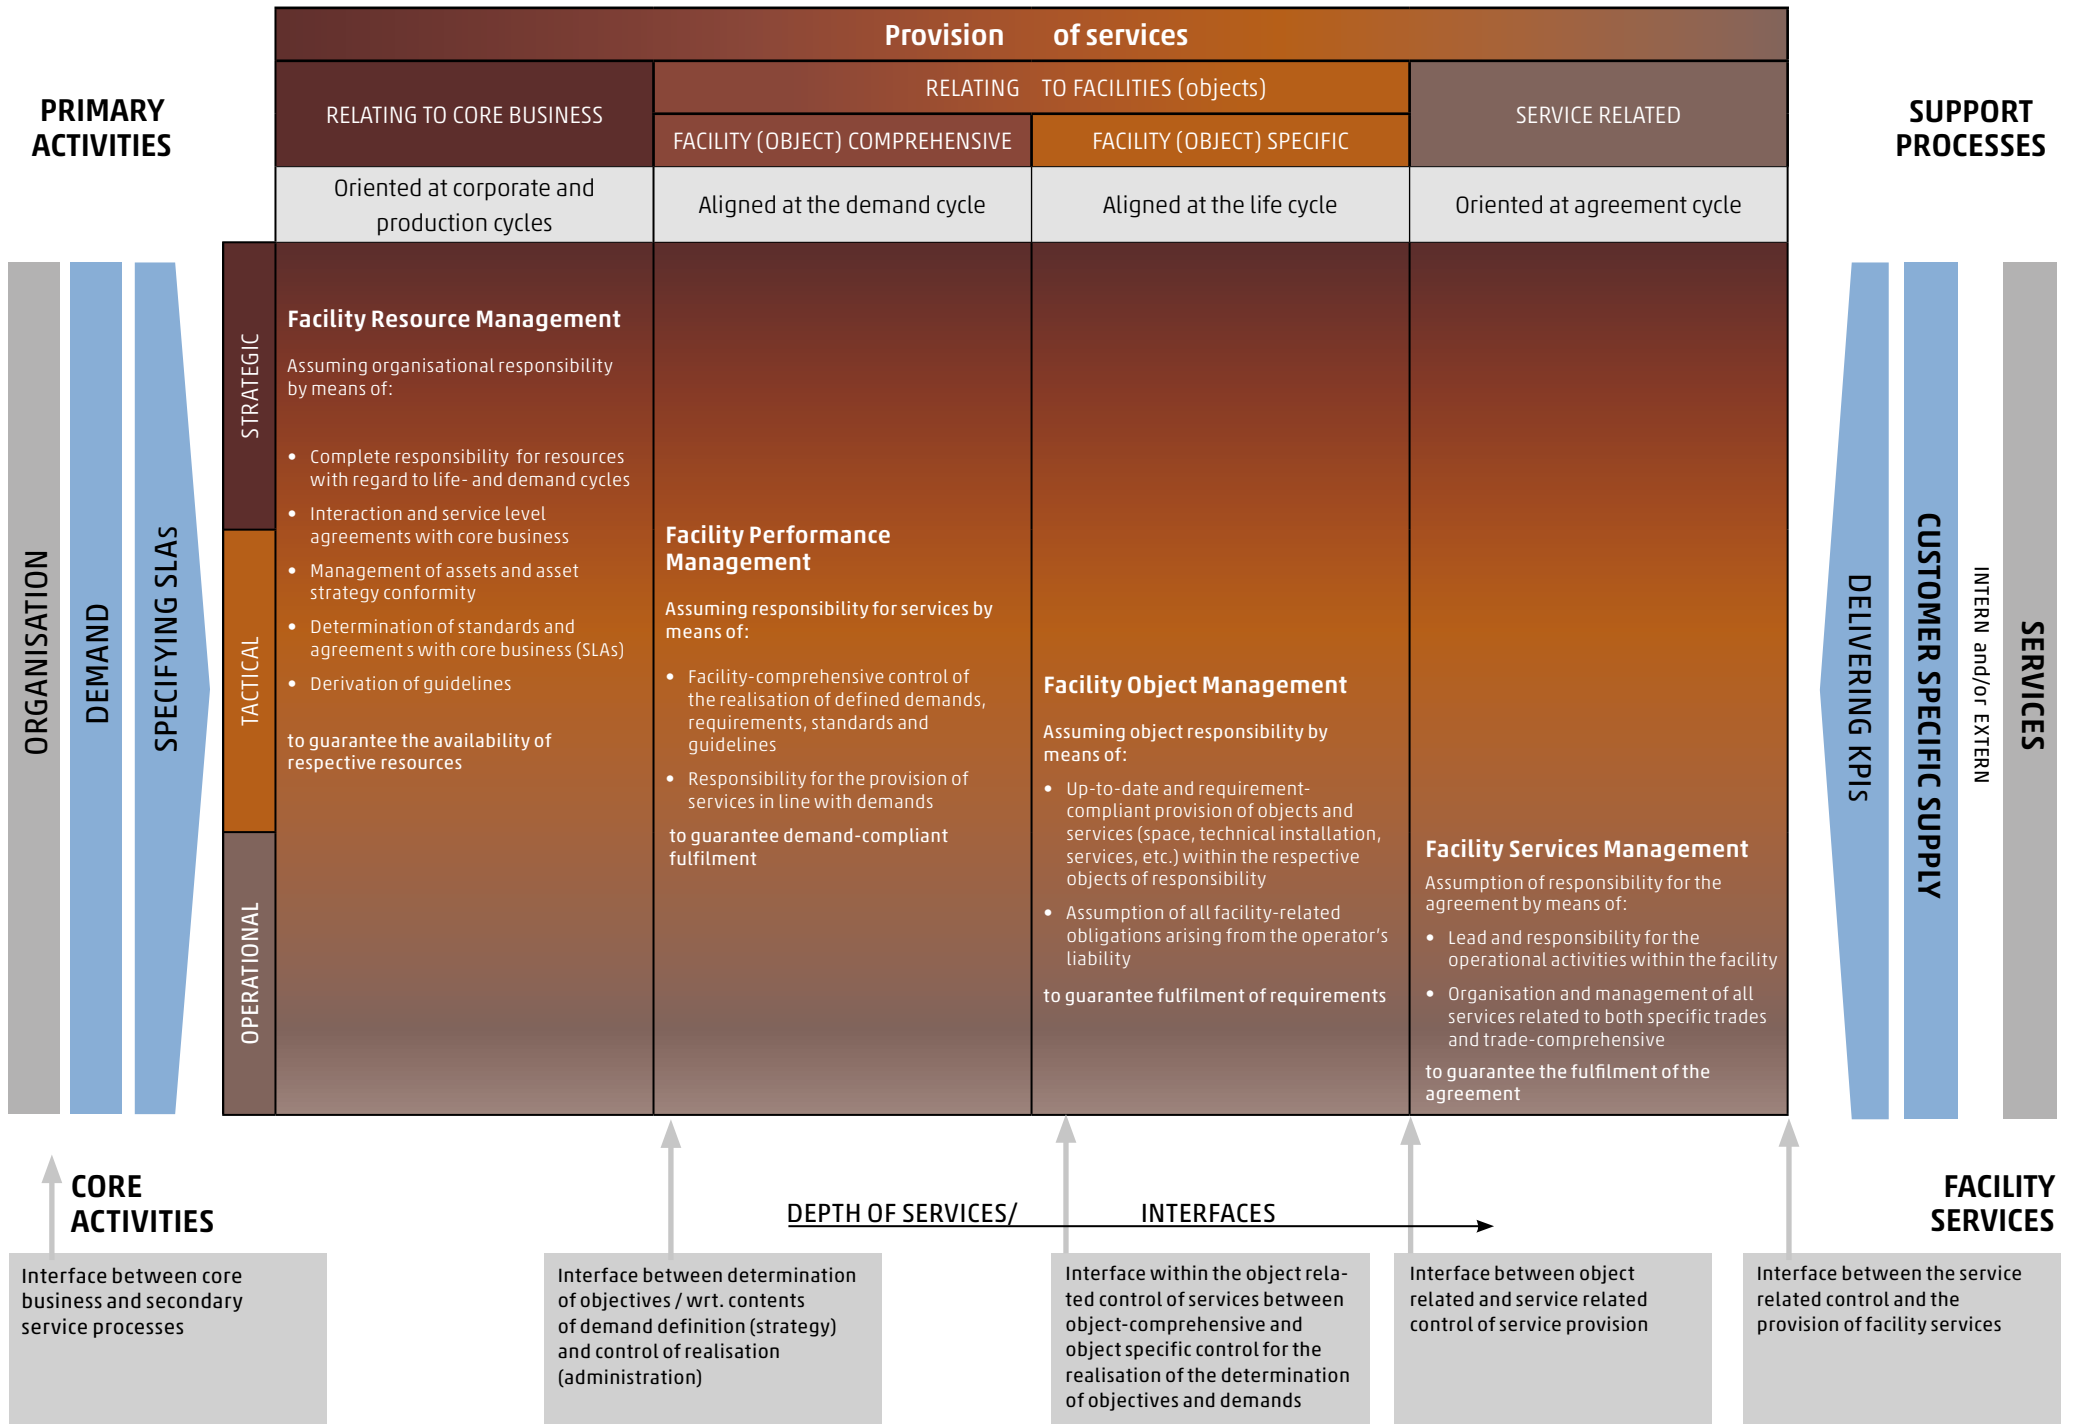 Provision of services
PRIMARY
ACTIVITIES
RELATING TO CORE BUSINESS
RELATING TO FACILITIES (objects)
FACILITY (OBJECT) COMPREHENSIVE
FACILITY (OBJECT) SPECIFIC
SERVICE RELATED
SUPPORT
PROCESSES
Oriented at corporate and
production cycles
Aligned at the demand cycle
Aligned at the life cycle
Oriented at agreement cycle
ORGANISATION
DEMAND
SPECIFYING SLAs
STRATEGIC
TACTICAL
OPERATIONAL
Facility Resource Management
Assuming organisational responsibility
by means of:
• Complete responsibility for resources
with regard to life- and demand cycles
• Interaction and service level
agreements with core business
• Management of assets and asset
strategy conformity
• Determination of standards and
agreement s with core business (SLAs)
• Derivation of guidelines
to guarantee the availability of
respective resources
Facility Performance
Management
Assuming responsibility for services by
means of:
• Facility-comprehensive control of
the realisation of defined demands,
requirements, standards and
guidelines
• Responsibility for the provision of
services in line with demands
to guarantee demand-compliant
fulfilment
Facility Object Management
Assuming object responsibility by
means of:
• Up-to-date and requirement-
compliant provision of objects and
services (space, technical installation,
services, etc.) within the respective
objects of responsibility
• Assumption of all facility-related
obligations arising from the operator's
liability
to guarantee fulfilment of requirements
Facility Services Management
Assumption of responsibility for the
agreement by means of:
• Lead and responsibility for the
operational activities within the facility
• Organisation and management of all
services related to both specific trades
and trade-comprehensive
to guarantee the fulfilment of the
agreement
DELIVERING KPIs
CUSTOMER SPECIFIC SUPPLY
INTERN and/or EXTERN
SERVICES
CORE
ACTIVITIES
DEPTH OF SERVICES/ INTERFACES
FACILITY
SERVICES
Interface between core
business and secondary
service processes
Interface between determination
of objectives / wrt. contents
of demand definition (strategy)
and control of realisation
(administration)
Interface within the object rela-
ted control of services between
object-comprehensive and
object specific control for the
realisation of the determination
of objectives and demands
Interface between object
related and service related
control of service provision
Interface between the service
related control and the
provision of facility services